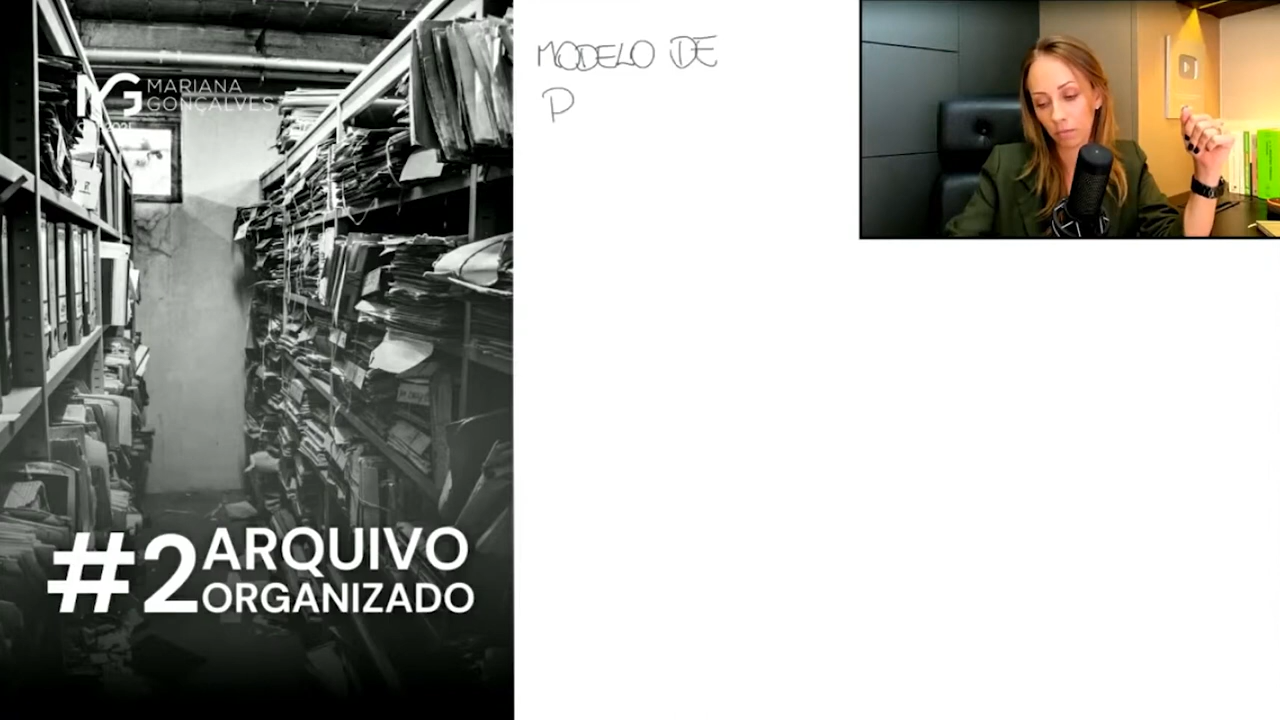 MARIANA
GONÇALVES
#2 ARQUIVO
ORGANIZADO
MODELO DE
P